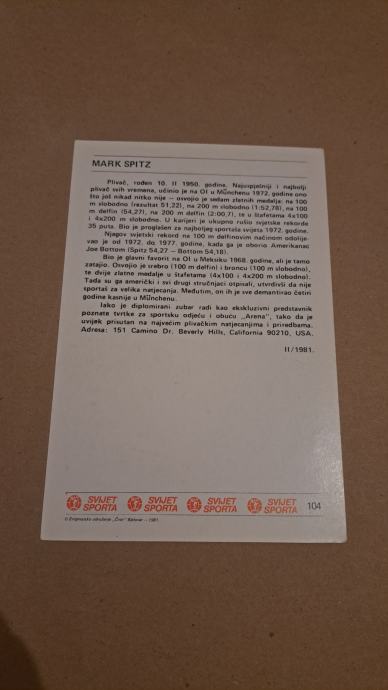 MARK SPITZ
Plivač, rođen 10. II 1950. godine. Najuspješniji i najbolji
plivač svih vremena, učinio je na OI u Münchenu 1972. godine ono
što još nikad nitko nije — osvojio je sedam zlatnih medalja: na 100
m slobodno (rezultat 51,22), na 200 m slobodno (1:52,78), na 100
m delfin (54,27), na 200 m delfin (2:00,7), te u štafetama 4x100
i 4x200 m slobodno. U karijeri je ukupno rušio svjetske rekorde
35 puta. Bio je proglašen za najboljeg sportaša svijeta 1972. godine.
Njegov svjetski rekord na 100 m delfinovim načinom odolije-
vao je od 1972. do 1977. godine, kada ga je oborio Amerikanac
Joe Bottom (Spitz 54,27 — Bottom 54,18).
Bio je glavni favorit na OI u Meksiku 1968. godine, ali je tamo
zatajio. Osvojio je srebro (100 m delfin) i broncu (100 m slobodno),
te dvije zlatne medalje u štafetama (4x100 i 4x200 m slobodno).
Tada su ga američki i svi drugi stručnjaci otpisali, utvrdivši da nije
sportaš za velika natjecanja. Međutim, on ih je sve demantirao četiri
godine kasnije u Münchenu.
Iako je diplomirani zubar radi kao ekskluzivni predstavnik
poznate tvrtke za sportsku odjeću i obuću „Arena", tako da je
uvijek prisutan na najvećim plivačkim natjecanjima i priredbama.
Adresa: 151 Camino Dr. Beverly Hills, California 90210, USA.
II/1981.
SVIJET SPORTA SVIJET SPORTA SVIJET SPORTA SVIJET SPORTA 104
© Enigmatsko udruženje „Čvor" Bjelovar — 1981.